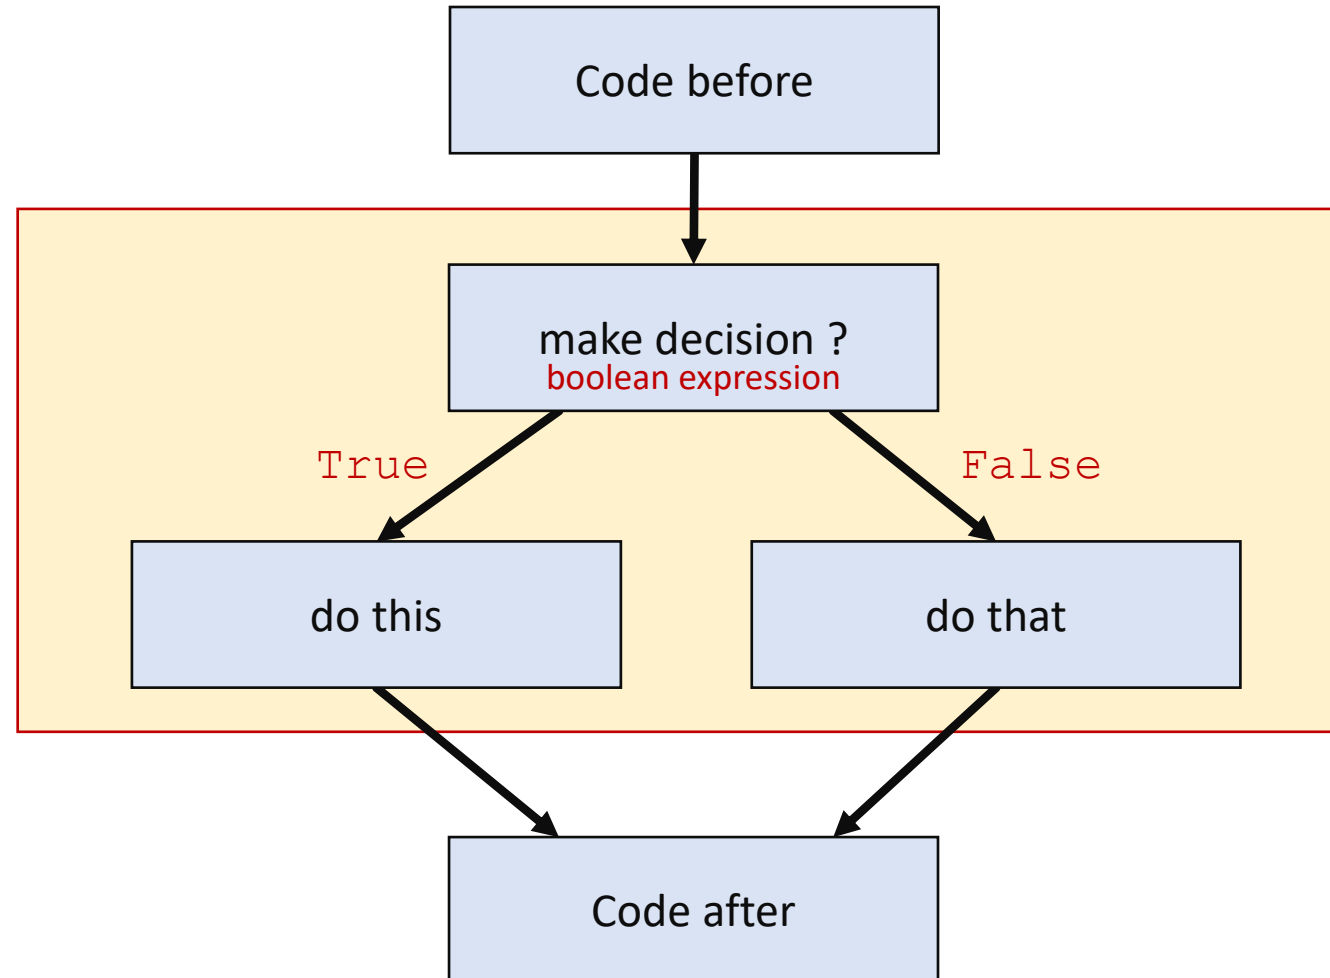 Code before
make decision ?
boolean expression
True
False
do this
do that
Code after